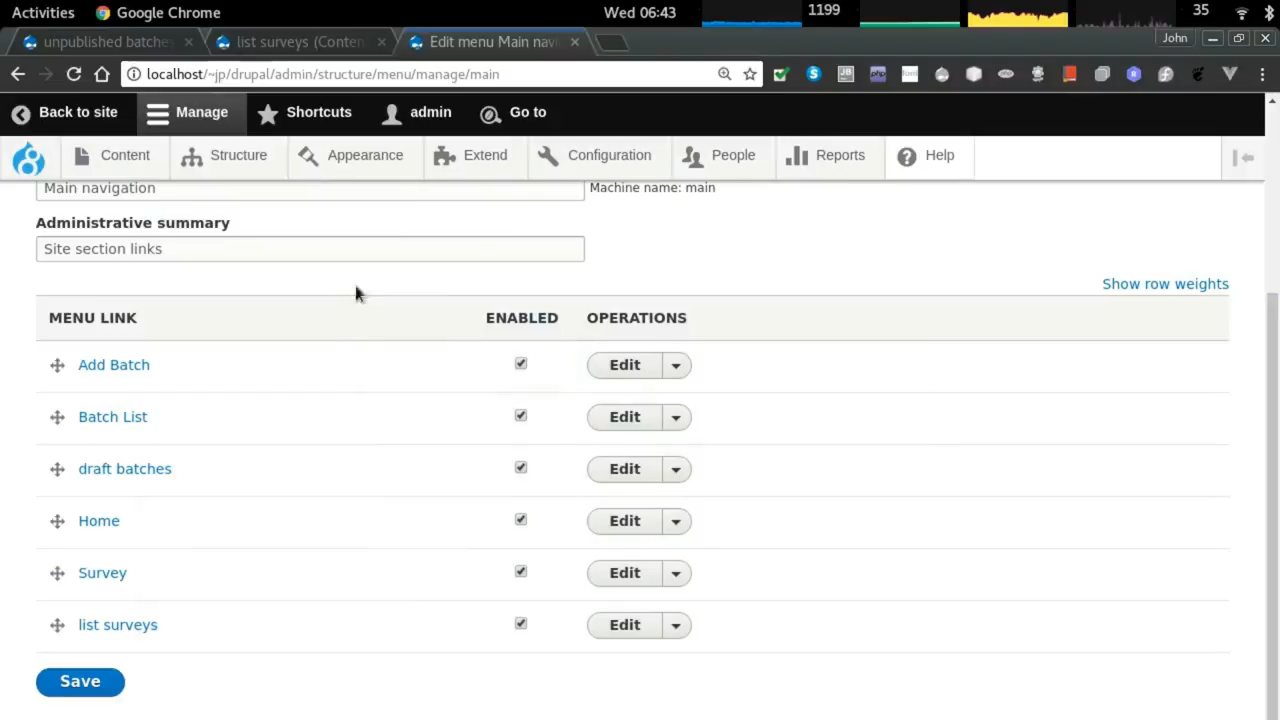 Activities Google Chrome Wed 06:43 1199 35
unpublished batches list surveys (Conten Edit menu Main navi John
localhost/~jp/drupal/admin/structure/menu/manage/main
Back to site Manage Shortcuts admin Go to
Content Structure Appearance Extend Configuration People Reports Help
Main navigation Machine name: main
Administrative summary
Site section links
Show row weights
MENU LINK ENABLED OPERATIONS
Add Batch Edit
Batch List Edit
draft batches Edit
Home Edit
Survey Edit
list surveys Edit
Save